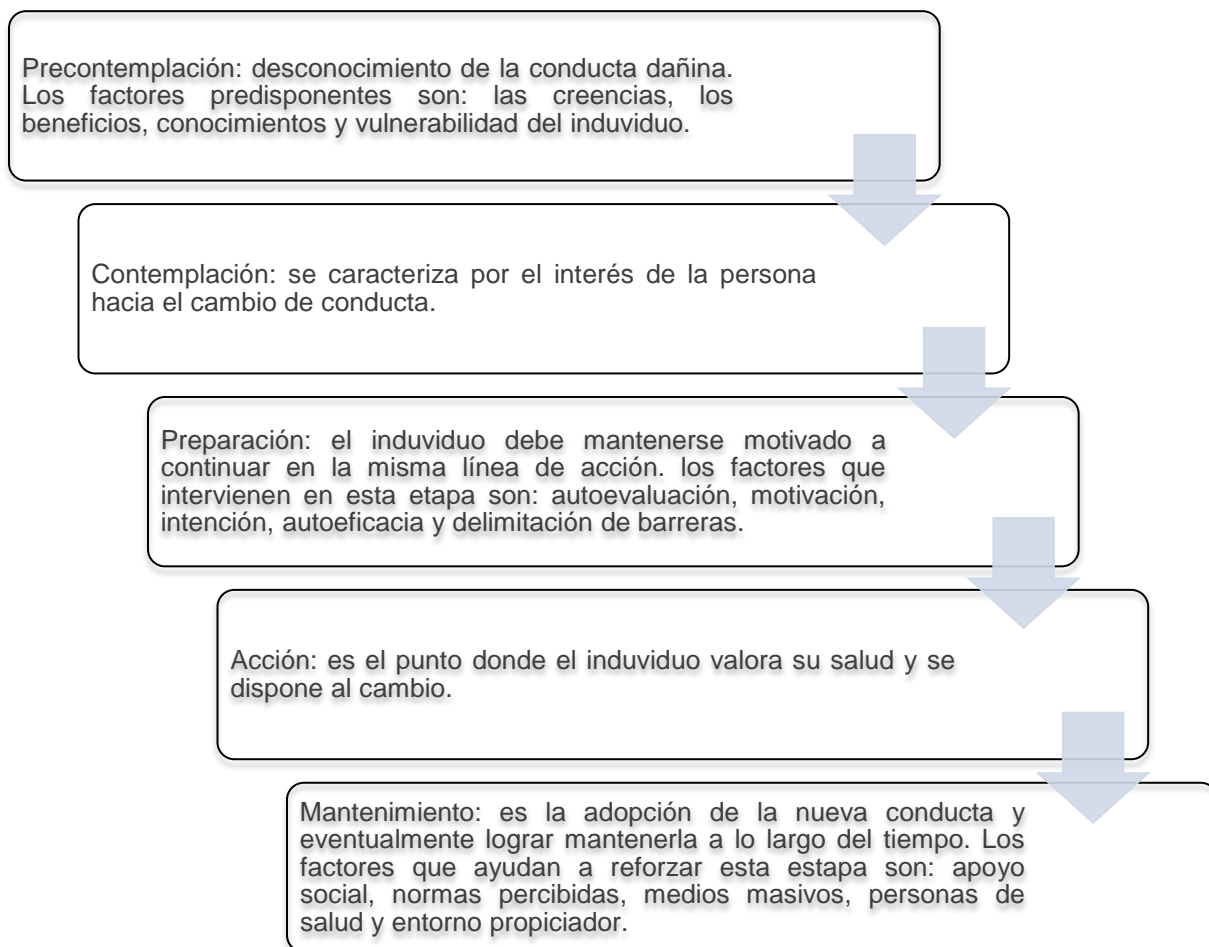 Precontemplación: desconocimiento de la conducta dañina.
Los factores predisponentes son: las creencias, los
beneficios, conocimientos y vulnerabilidad del induviduo.
Contemplación: se caracteriza por el interés de la persona
hacia el cambio de conducta.
Preparación: el induviduo debe mantenerse motivado a
continuar en la misma línea de acción. los factores que
intervienen en esta etapa son: autoevaluación, motivación,
intención, autoeficacia y delimitación de barreras.
Acción: es el punto donde el induviduo valora su salud y se
dispone al cambio.
Mantenimiento: es la adopción de la nueva conducta y
eventualmente lograr mantenerla a lo largo del tiempo. Los
factores que ayudan a reforzar esta estapa son: apoyo
social, normas percibidas, medios masivos, personas de
salud y entorno propiciador.